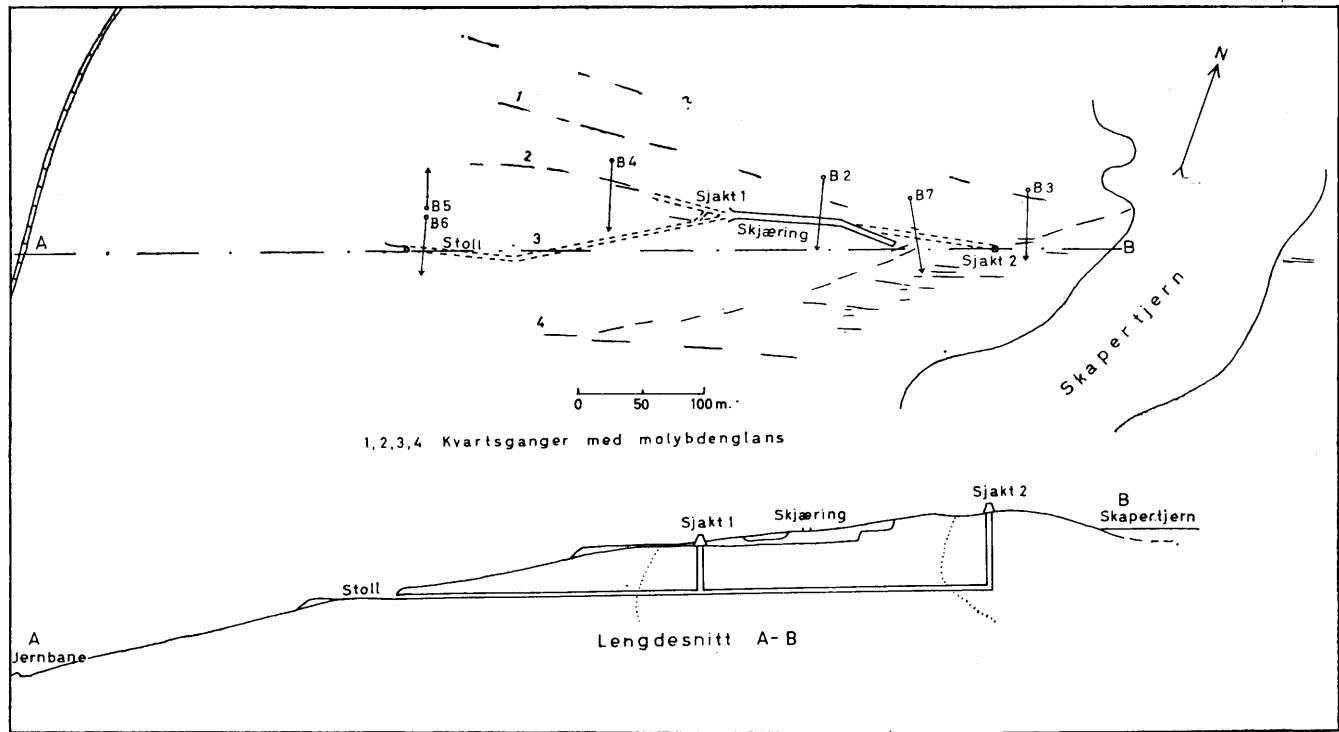 N
1
?
2
B4
Sjakt 1
B2
B7
B3
B5
B6
A
Stoll
3
Skjæring
Sjakt 2
B
4
Skapertjern
0 50 100 m.
1,2,3,4 Kvartsganger med molybdenglans
Sjakt 1
Skjæring
Sjakt 2
B
Skapertjern
Stoll
A
Jernbane
Lengdesnitt A-B